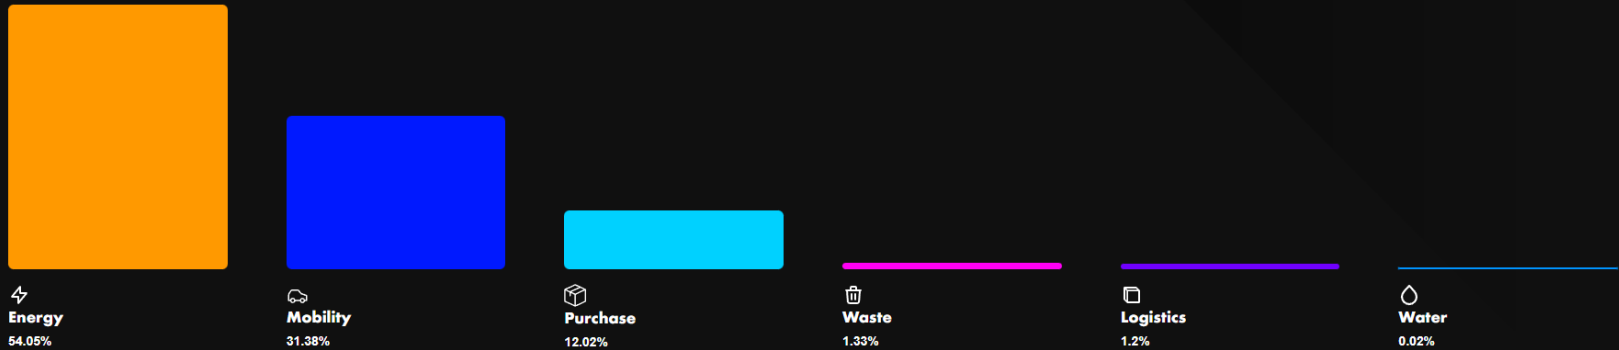 Energy
54.05%
Mobility
31.38%
Purchase
12.02%
Waste
1.33%
Logistics
1.2%
Water
0.02%